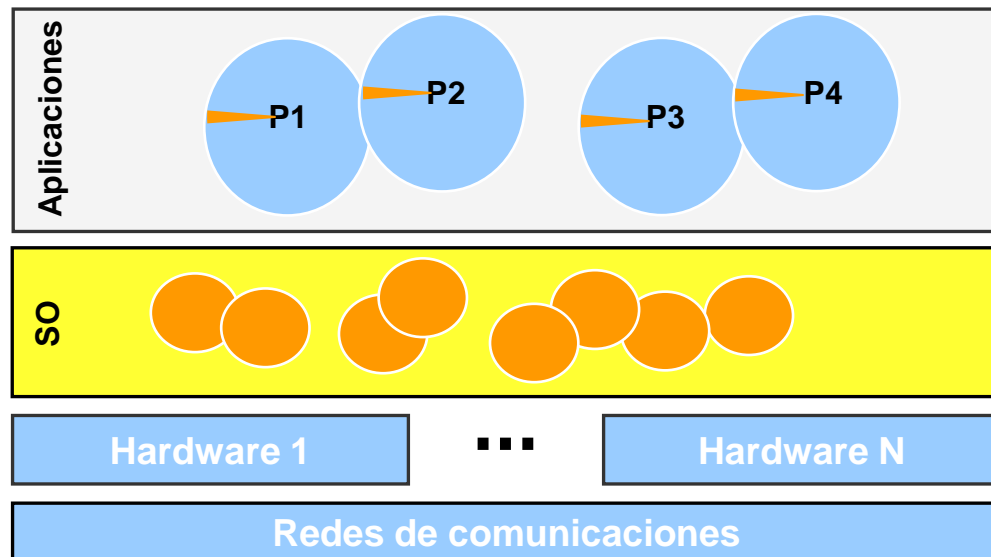 Aplicaciones
P1
P2
P3
P4
SO
Hardware 1
...
Hardware N
Redes de comunicaciones